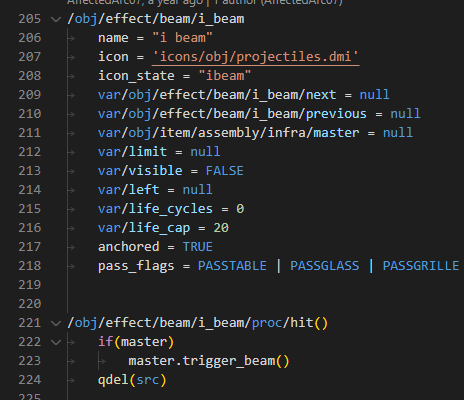 AffectedArc07, a year ago | 1 author (AffectedArc07)
205 /obj/effect/beam/i_beam
206 name = "i beam"
207 icon = 'icons/obj/projectiles.dmi'
208 icon_state = "ibeam"
209 var/obj/effect/beam/i_beam/next = null
210 var/obj/effect/beam/i_beam/previous = null
211 var/obj/item/assembly/infra/master = null
212 var/limit = null
213 var/visible = FALSE
214 var/left = null
215 var/life_cycles = 0
216 var/life_cap = 20
217 anchored = TRUE
218 pass_flags = PASSTABLE | PASSGLASS | PASSGRILLE
219
220
221 /obj/effect/beam/i_beam/proc/hit()
222 if(master)
223 master.trigger_beam()
224 qdel(src)
225